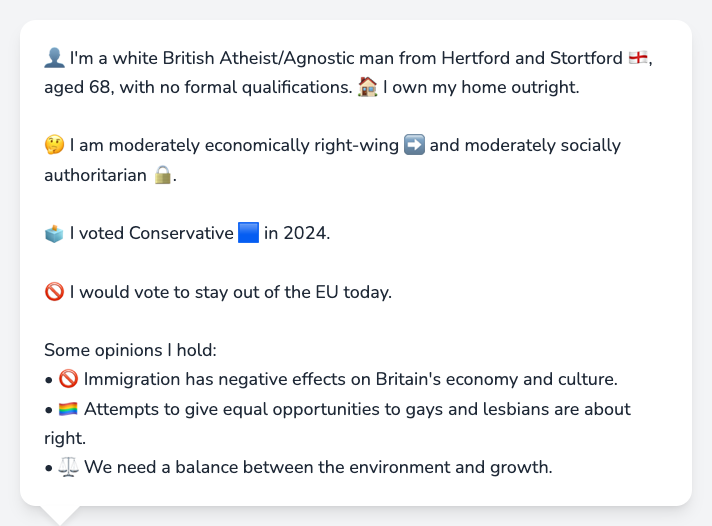 👤 I'm a white British Atheist/Agnostic man from Hertford and Stortford 🏴󠁧󠁢󠁥󠁮󠁧󠁿,
aged 68, with no formal qualifications. 🏠 I own my home outright.
🤔 I am moderately economically right-wing ➡️ and moderately socially
authoritarian 🔒.
🗳️ I voted Conservative 🟦 in 2024.
🚫 I would vote to stay out of the EU today.
Some opinions I hold:
• 🚫 Immigration has negative effects on Britain's economy and culture.
• 🏳️‍🌈 Attempts to give equal opportunities to gays and lesbians are about
right.
• ⚖️ We need a balance between the environment and growth.